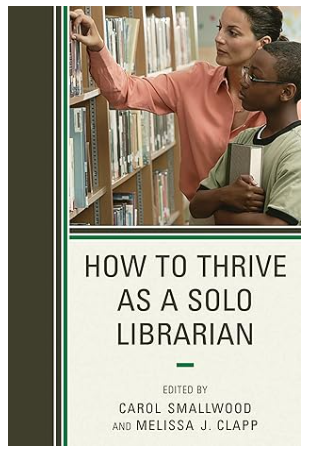 HOW TO THRIVE
AS A SOLO
LIBRARIAN
EDITED BY
CAROL SMALLWOOD
AND MELISSA J. CLAPP